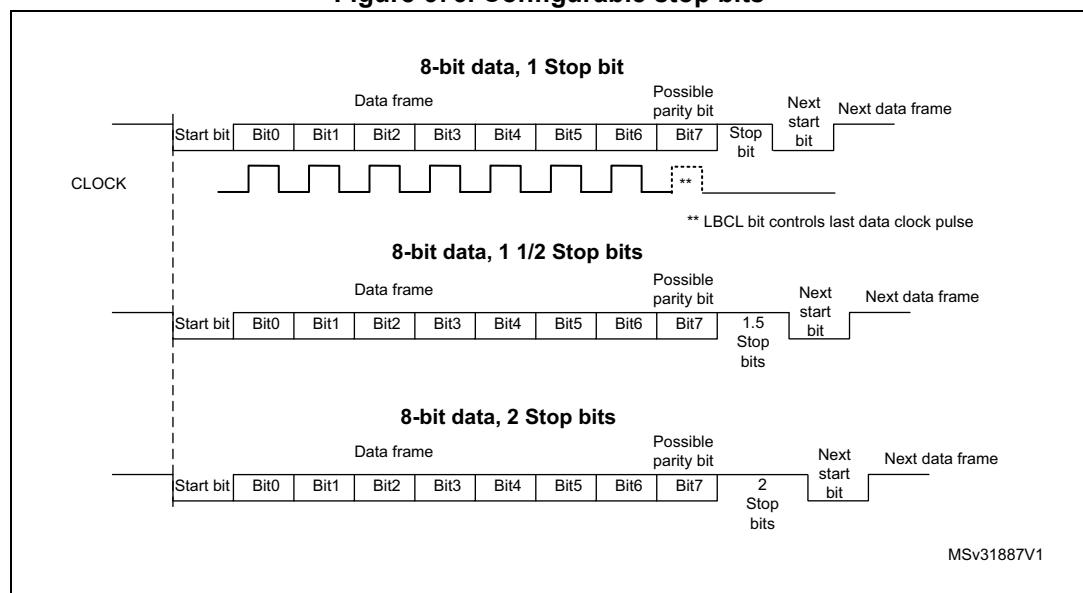 8-bit data, 1 Stop bit
Data frame
Possible
parity bit
Next
start
bit
Next data frame
Start bit Bit0 Bit1 Bit2 Bit3 Bit4 Bit5 Bit6 Bit7 Stop
bit
CLOCK
**
** LBCL bit controls last data clock pulse
8-bit data, 1 1/2 Stop bits
Data frame
Possible
parity bit
Next
start
bit
Next data frame
Start bit Bit0 Bit1 Bit2 Bit3 Bit4 Bit5 Bit6 Bit7 1.5
Stop
bits
8-bit data, 2 Stop bits
Data frame
Possible
parity bit
Next
start
bit
Next data frame
Start bit Bit0 Bit1 Bit2 Bit3 Bit4 Bit5 Bit6 Bit7 2
Stop
bits
MSv31887V1